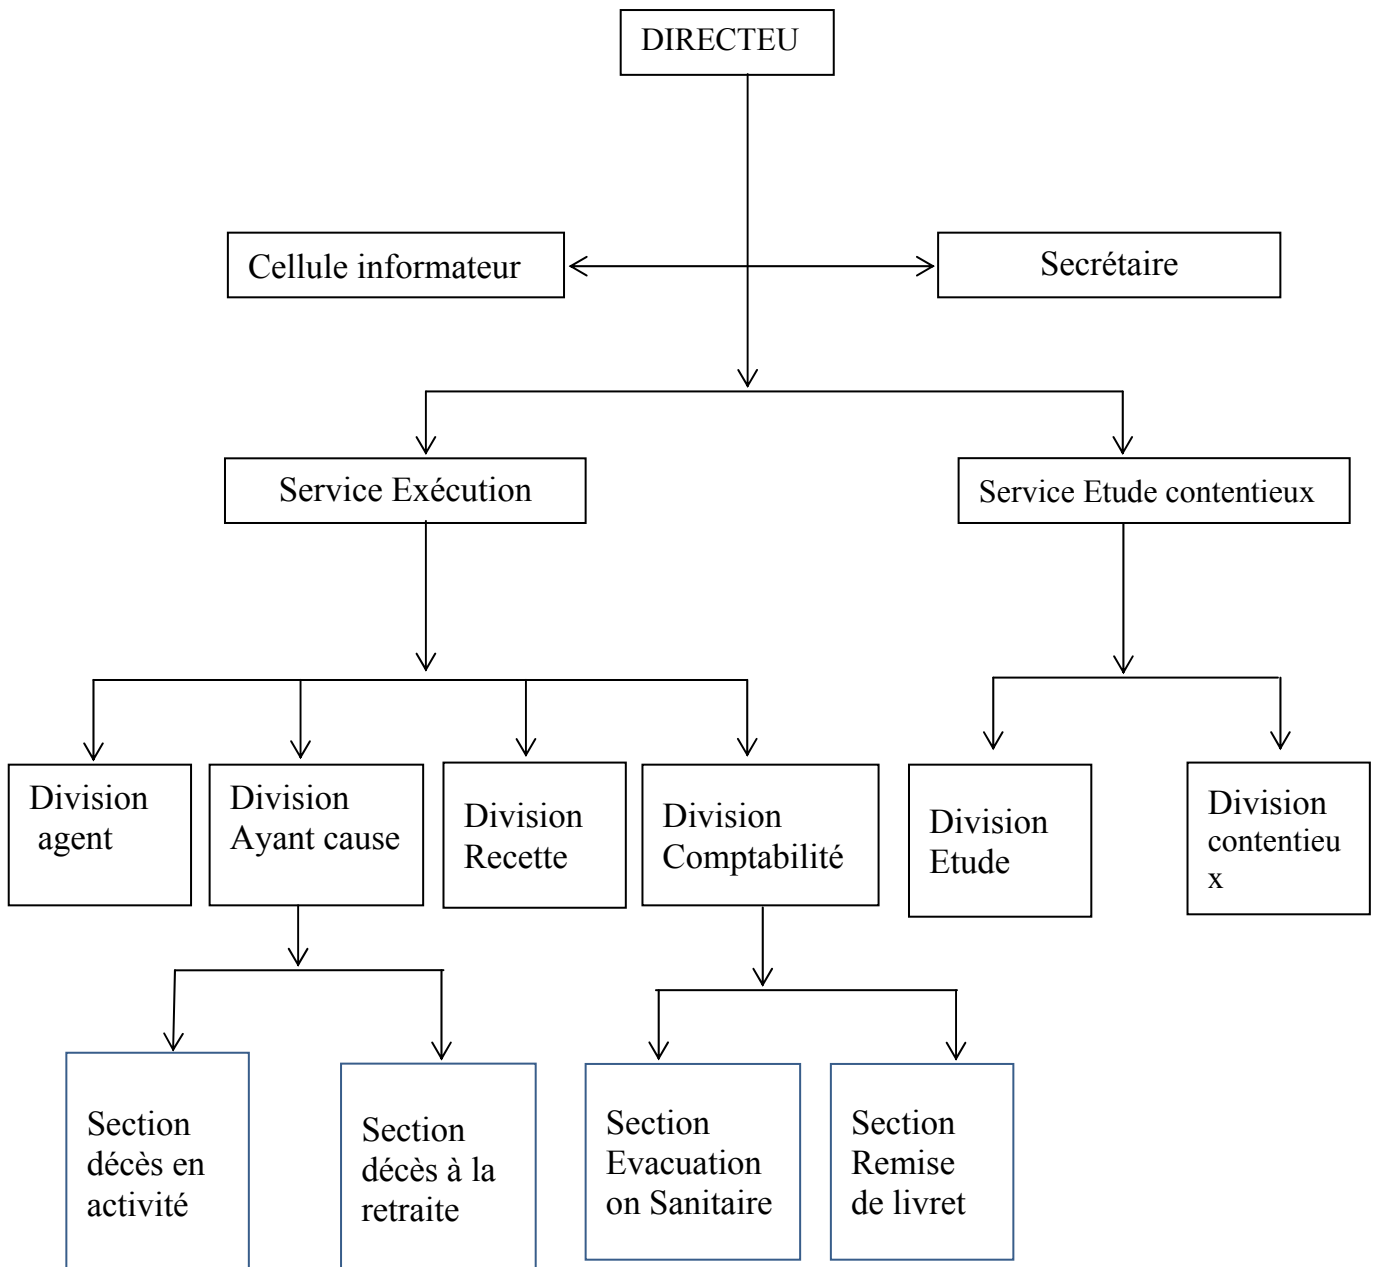 DIRECTEU
Cellule informateur
Secrétaire
Service Exécution
Service Etude contentieux
Division
agent
Division
Ayant cause
Division
Recette
Division
Comptabilité
Division
Etude
Division
contentieu
x
Section
décès en
activité
Section
décès à la
retraite
Section
Evacuation
on Sanitaire
Section
Remise
de livret